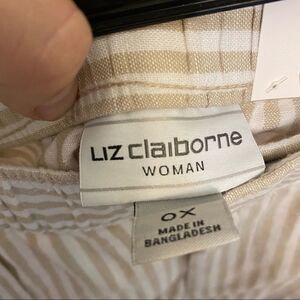 LIZ claiborne
WOMAN
0X
MADE IN
BANGLADESH